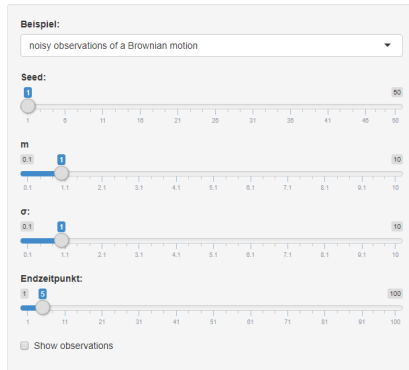 Beispiel:
noisy observations of a Brownian motion
Seed:
1 50
1 6 11 16 21 26 31 36 41 46 50
m
0.1 1 10
0.1 1.1 2.1 3.1 4.1 5.1 6.1 7.1 8.1 9.1 10
σ:
0.1 1 10
0.1 1.1 2.1 3.1 4.1 5.1 6.1 7.1 8.1 9.1 10
Endzeitpunkt:
1 5 100
1 11 21 31 41 51 61 71 81 91 100
Show observations